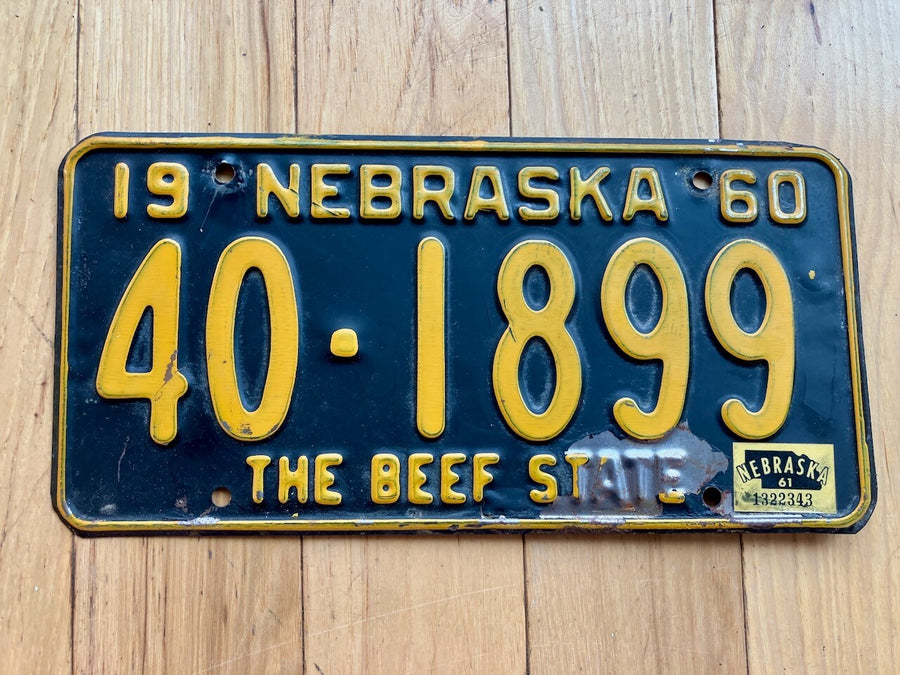 19 NEBRASKA 60
40·1899
THE BEEF STATE
NEBRASKA
61
1322343